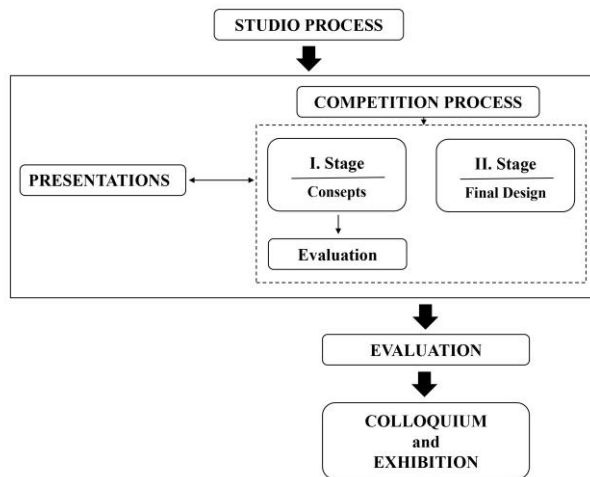 STUDIO PROCESS
COMPETITION PROCESS
PRESENTATIONS
I. Stage
Consepts
II. Stage
Final Design
Evaluation
EVALUATION
COLLOQUIUM
and
EXHIBITION